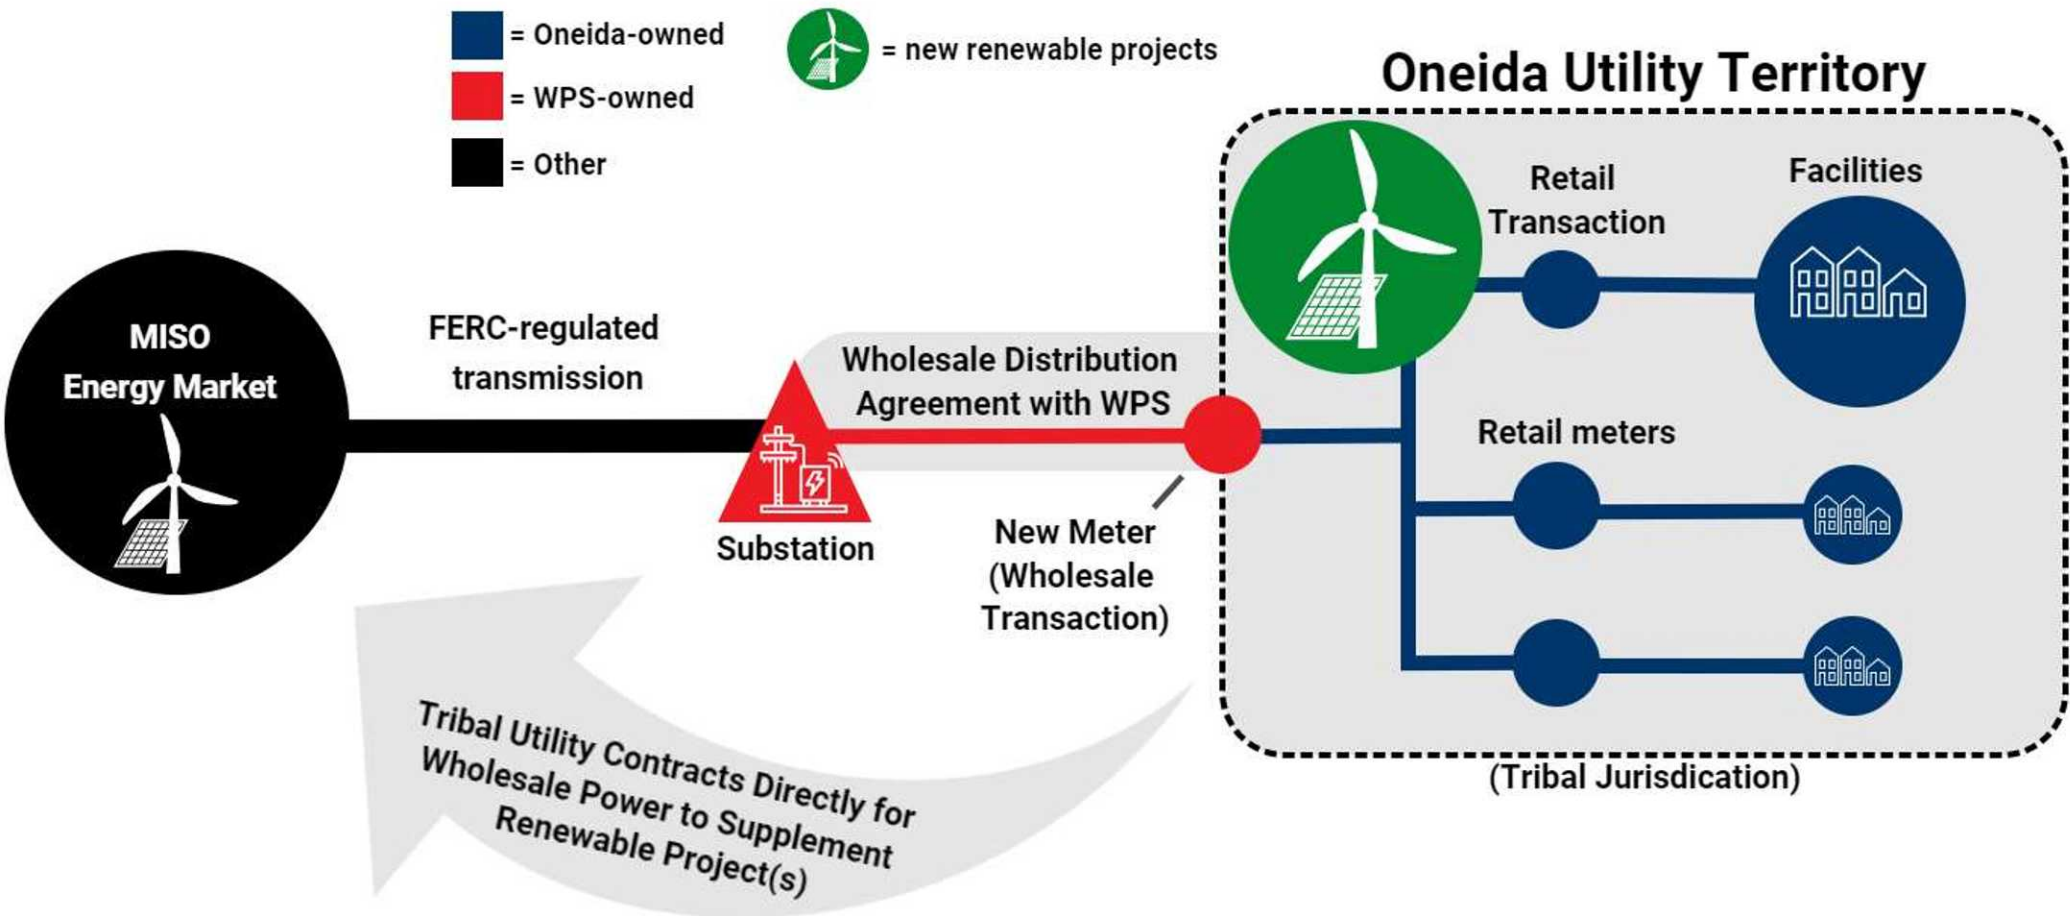 = Oneida-owned
= WPS-owned
= Other
= new renewable projects
Oneida Utility Territory
Retail
Transaction
Facilities
MISO
Energy Market
FERC-regulated
transmission
Wholesale Distribution
Agreement with WPS
Retail meters
Substation
New Meter
(Wholesale
Transaction)
Tribal Utility Contracts Directly for
Wholesale Power to Supplement
Renewable Project(s)
(Tribal Jurisdication)